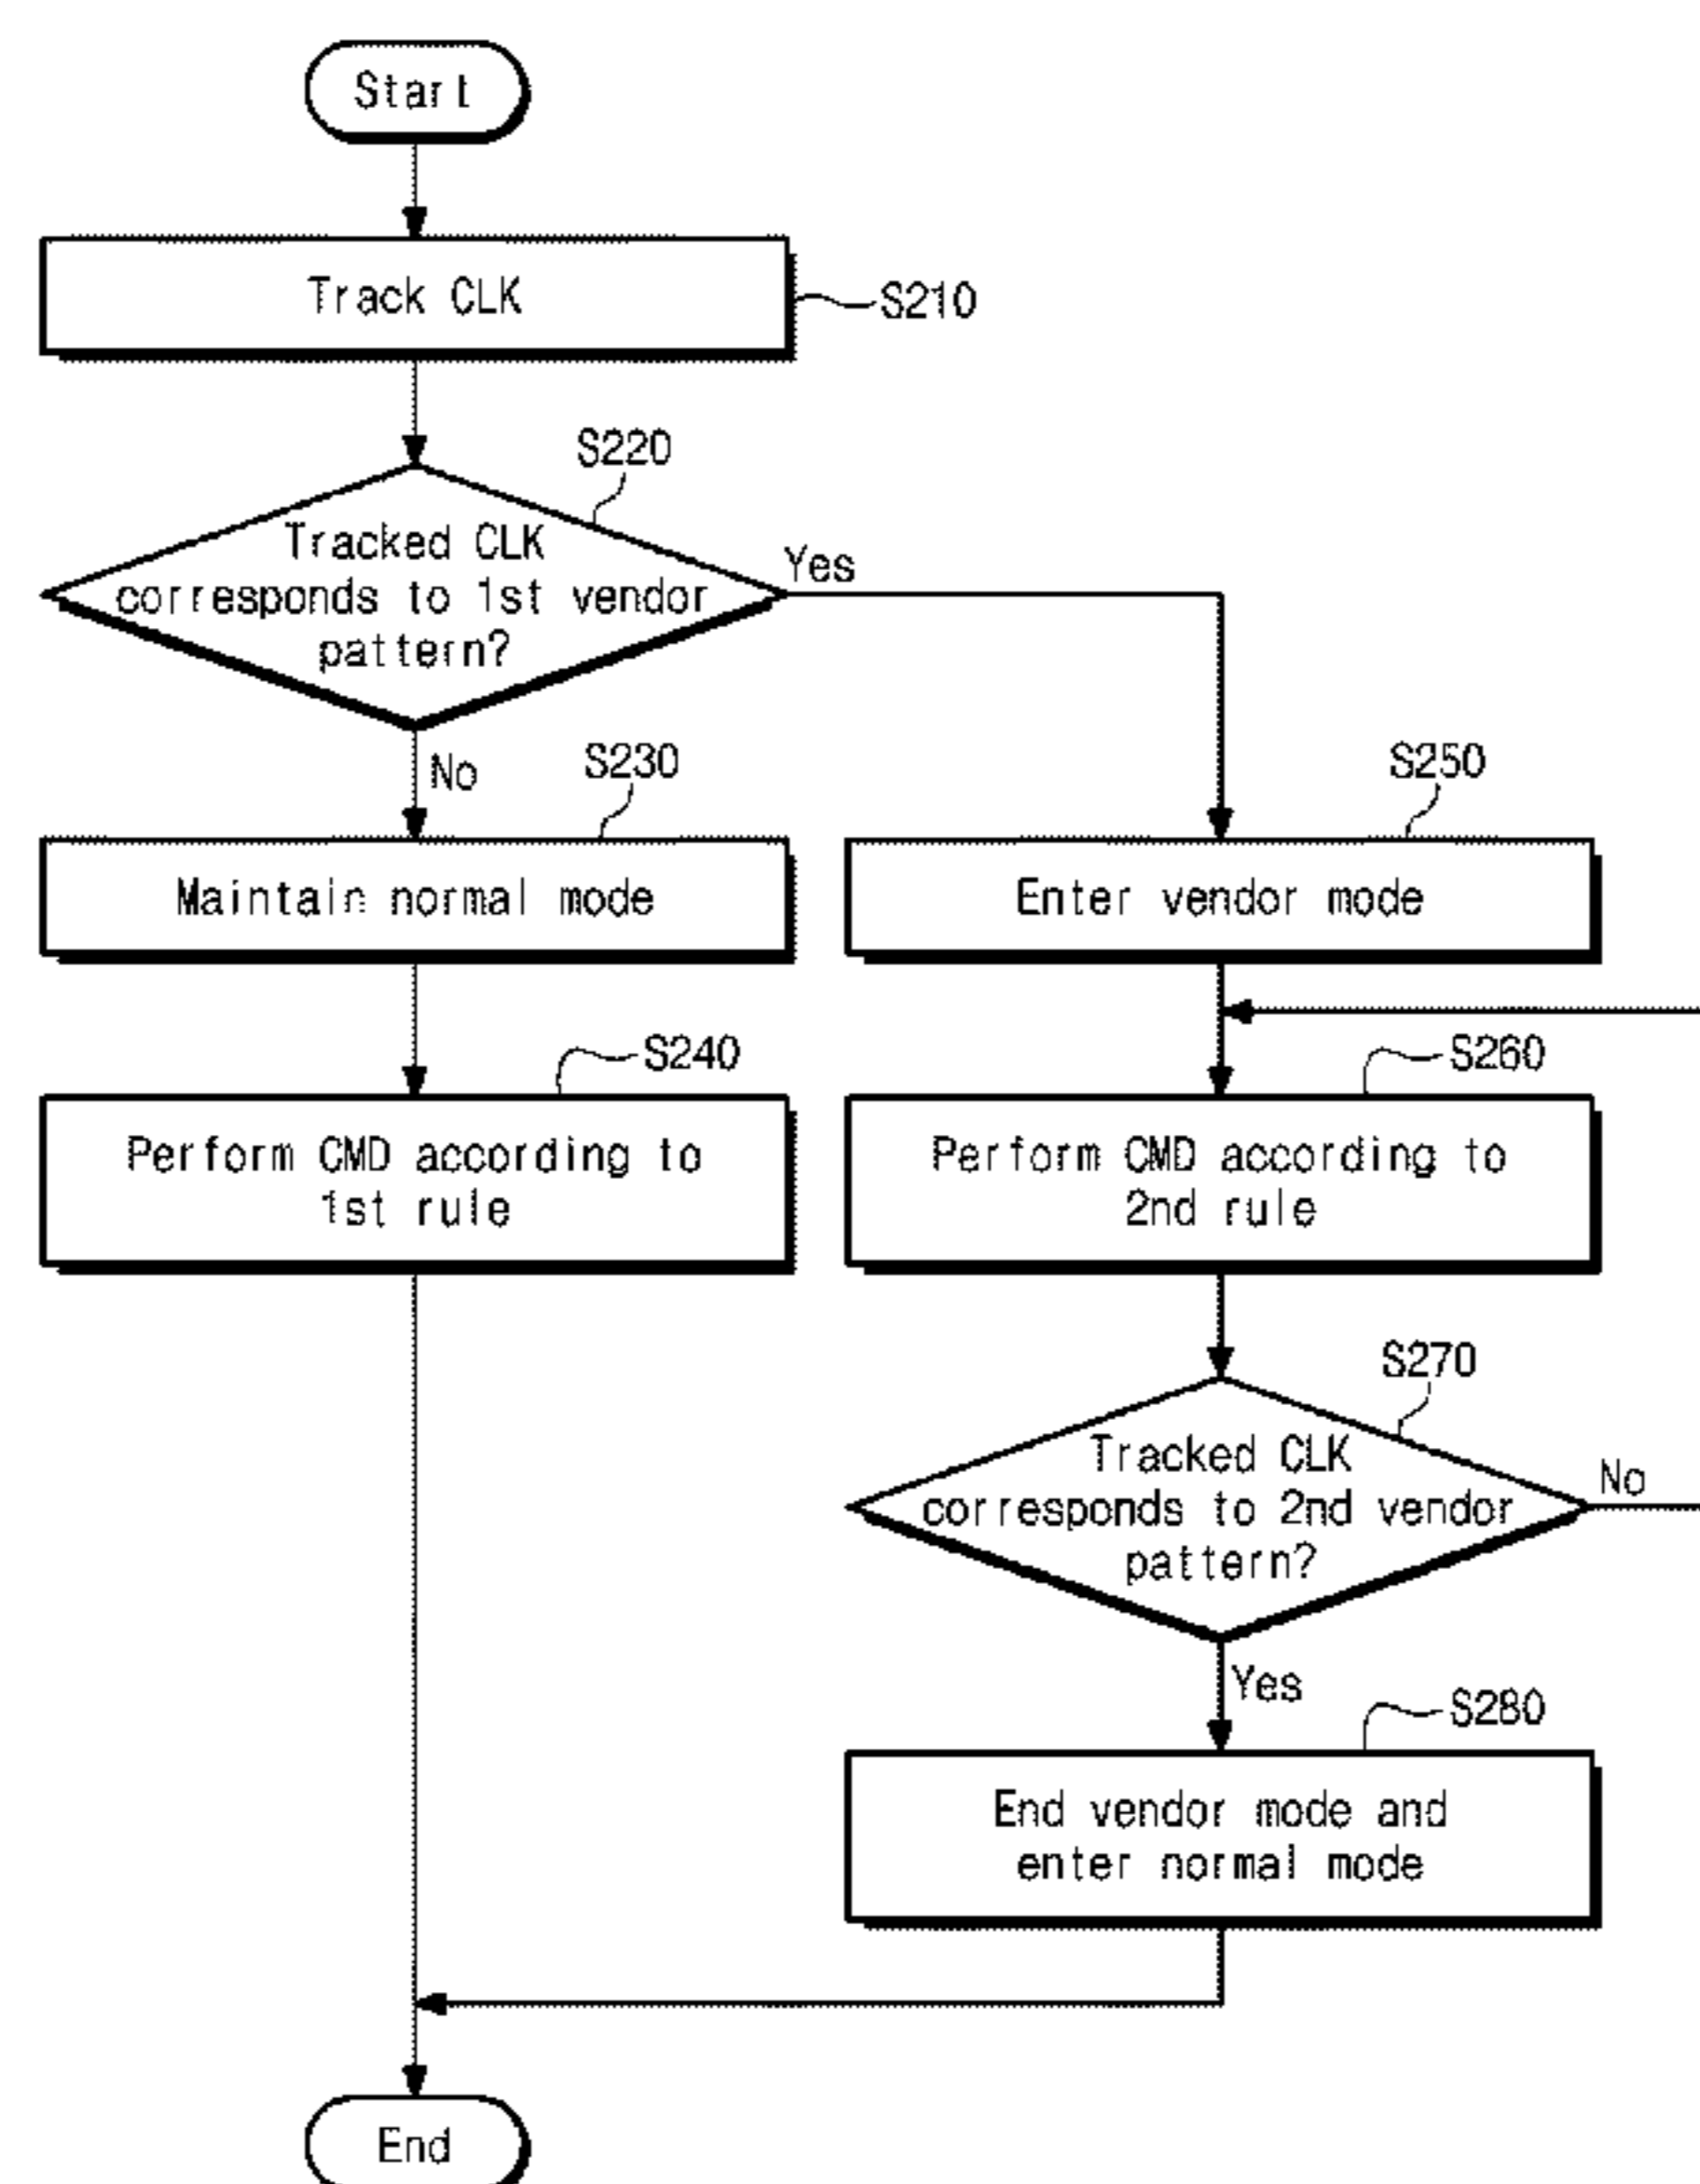 Start
Track CLK
S210
S220
Tracked CLK
corresponds to 1st vendor
pattern?
Yes
No
S230
S250
Maintain normal mode
Enter vendor mode
S240
S260
Perform CMD according to
1st rule
Perform CMD according to
2nd rule
S270
Tracked CLK
corresponds to 2nd vendor
pattern?
No
Yes
S280
End vendor mode and
enter normal mode
End